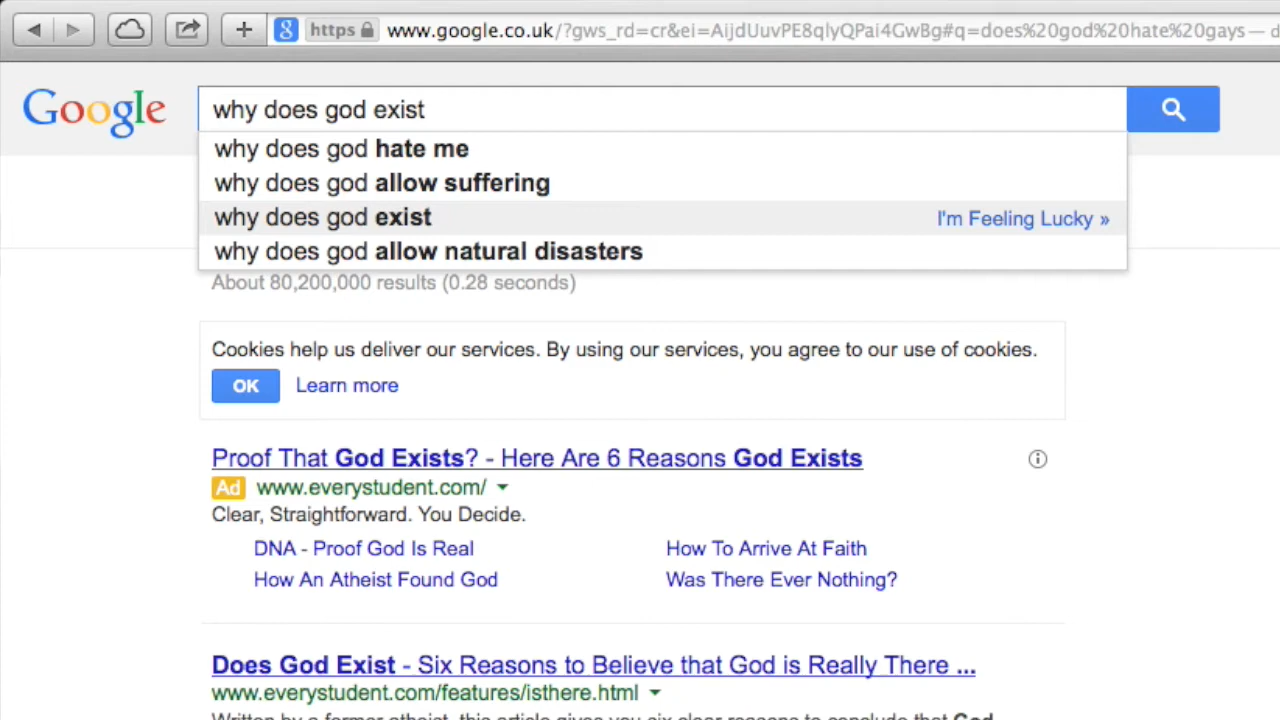 https www.google.co.uk/?gws_rd=cr&ei=AijdUuvPE8qlyQPai4GwBg#q=does%20god%20hate%20gays — d
Google why does god exist
why does god hate me
why does god allow suffering
why does god exist I'm Feeling Lucky »
why does god allow natural disasters
About 80,200,000 results (0.28 seconds)
Cookies help us deliver our services. By using our services, you agree to our use of cookies.
OK Learn more
Proof That God Exists? - Here Are 6 Reasons God Exists
Ad www.everystudent.com/
Clear, Straightforward. You Decide.
DNA - Proof God Is Real How To Arrive At Faith
How An Atheist Found God Was There Ever Nothing?
Does God Exist - Six Reasons to Believe that God is Really There ...
www.everystudent.com/features/isthere.html
Written by a former atheist, this article gives you six clear reasons to conclude that God